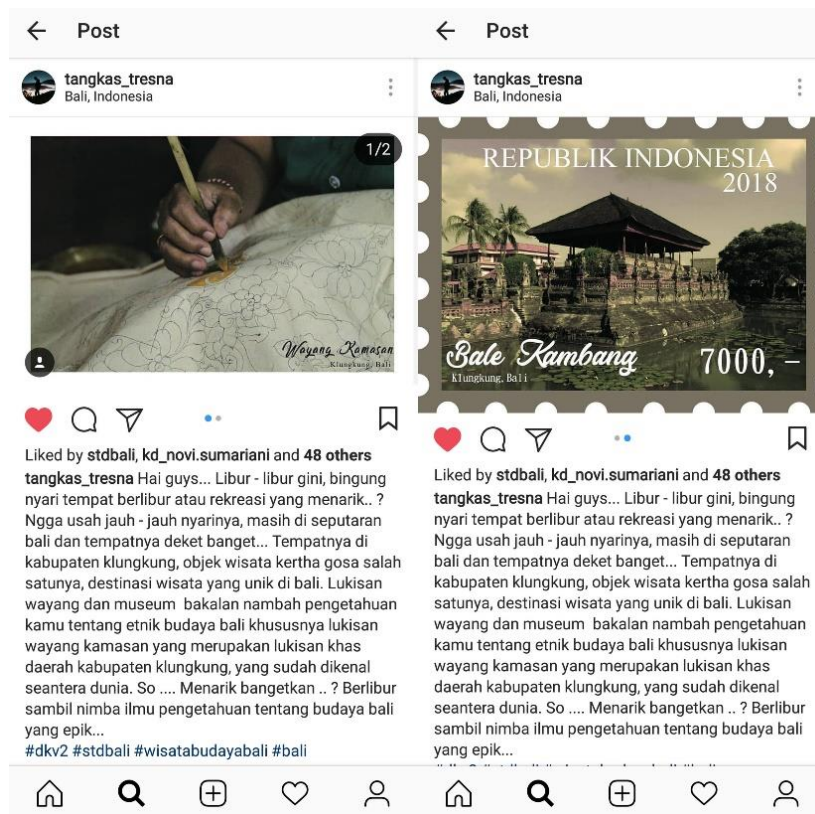 Post
tangkas_tresna
Bali, Indonesia
1/2
Wayang Kamasan
Klungkung, Bali
Liked by stdbali, kd_novi.sumariani and 48 others
tangkas_tresna Hai guys... Libur - libur gini, bingung
nyari tempat berlibur atau rekreasi yang menarik.. ?
Ngga usah jauh - jauh nyarinya, masih di seputaran
bali dan tempatnya deket banget... Tempatnya di
kabupaten klungkung, objek wisata kertha gosa salah
satunya, destinasi wisata yang unik di bali. Lukisan
wayang dan museum  bakalan nambah pengetahuan
kamu tentang etnik budaya bali khususnya lukisan
wayang kamasan yang merupakan lukisan khas
daerah kabupaten klungkung, yang sudah dikenal
seantera dunia. So .... Menarik bangetkan .. ? Berlibur
sambil nimba ilmu pengetahuan tentang budaya bali
yang epik...
#dkv2 #stdbali #wisatabudayabali #bali
Post
tangkas_tresna
Bali, Indonesia
REPUBLIK INDONESIA
2018
Bale Kambang
Klungkung, Bali
7000, -
Liked by stdbali, kd_novi.sumariani and 48 others
tangkas_tresna Hai guys... Libur - libur gini, bingung
nyari tempat berlibur atau rekreasi yang menarik.. ?
Ngga usah jauh - jauh nyarinya, masih di seputaran
bali dan tempatnya deket banget... Tempatnya di
kabupaten klungkung, objek wisata kertha gosa salah
satunya, destinasi wisata yang unik di bali. Lukisan
wayang dan museum  bakalan nambah pengetahuan
kamu tentang etnik budaya bali khususnya lukisan
wayang kamasan yang merupakan lukisan khas
daerah kabupaten klungkung, yang sudah dikenal
seantera dunia. So .... Menarik bangetkan .. ? Berlibur
sambil nimba ilmu pengetahuan tentang budaya bali
yang epik...